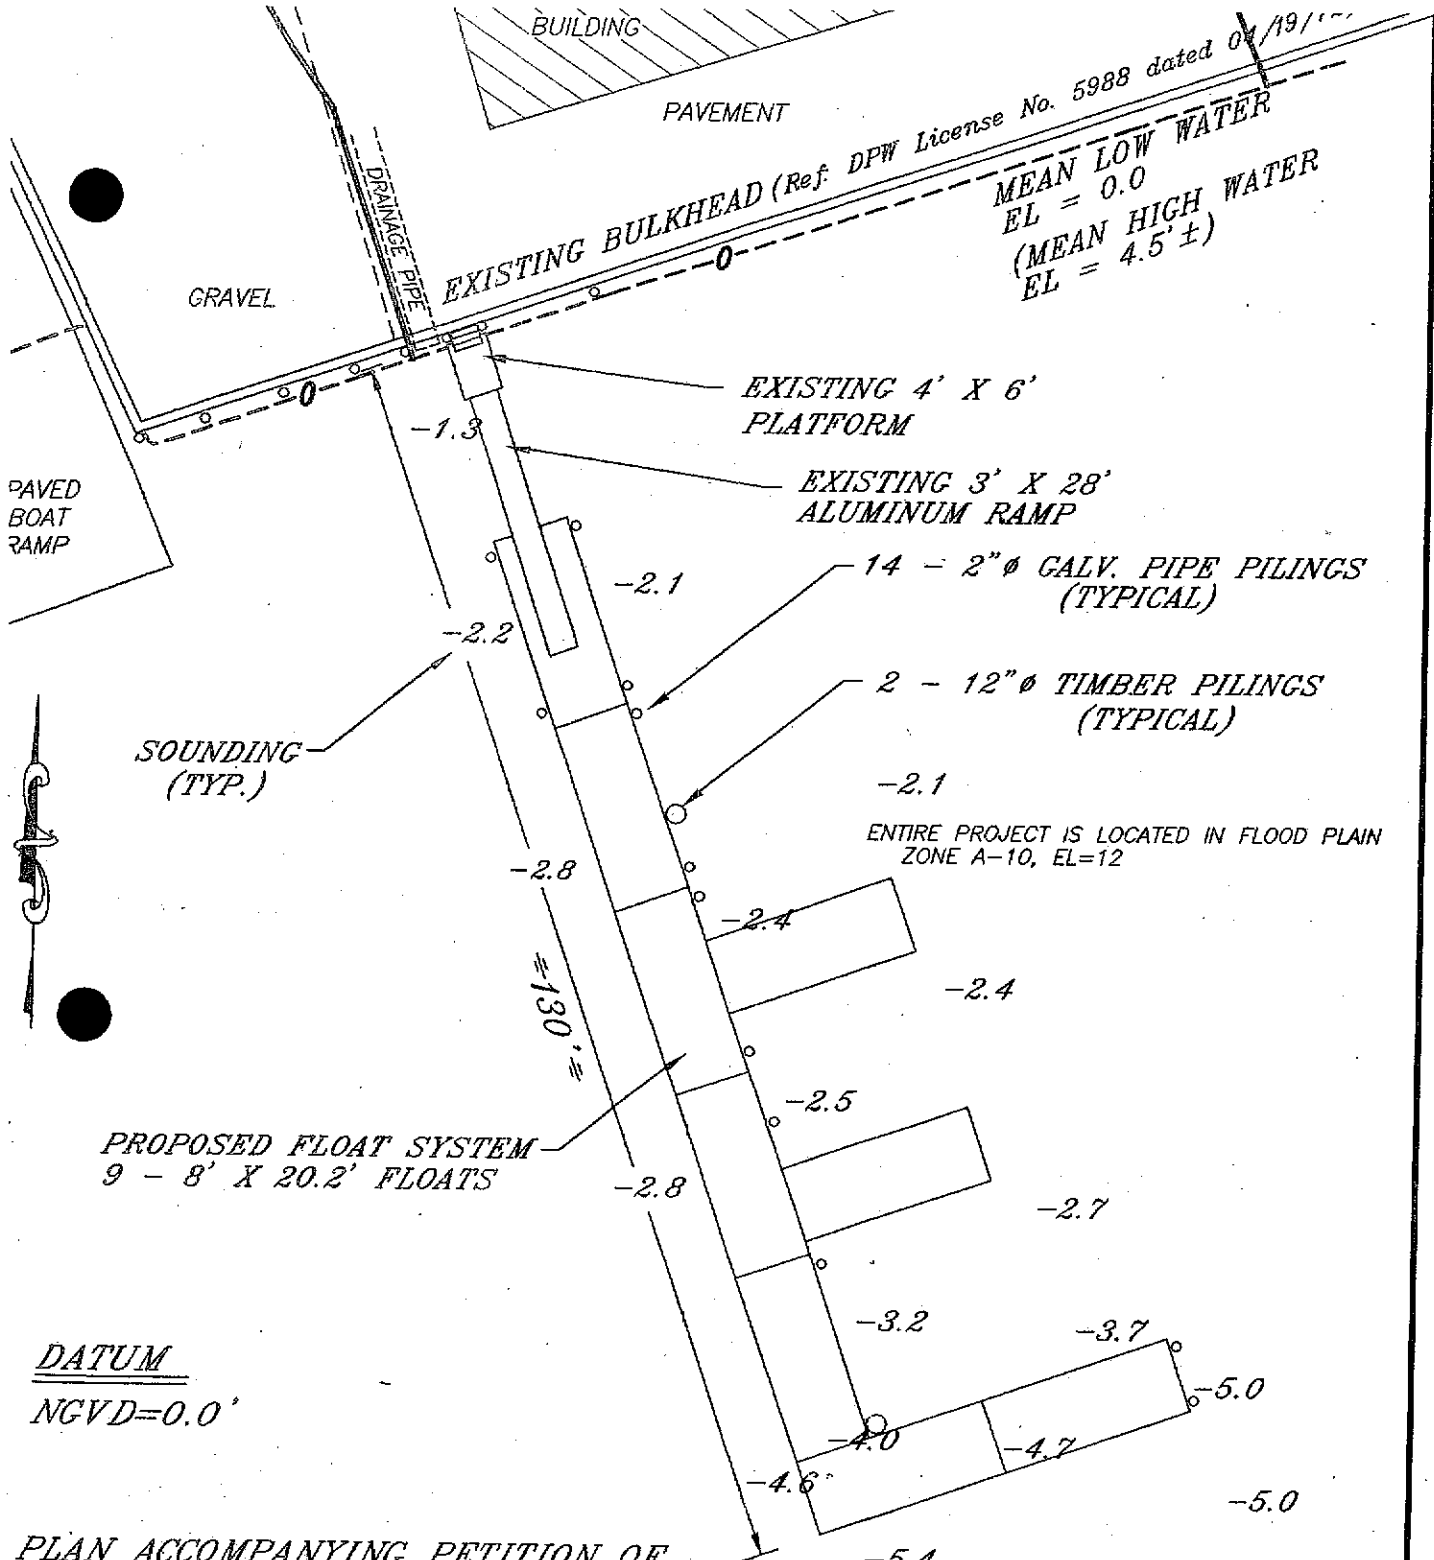 BUILDING
PAVEMENT
EXISTING BULKHEAD (Ref: DPW License No. 5988 dated
MEAN LOW WATER
EL = 0.0
(MEAN HIGH WATER
EL = 4.5' ±)
DRAINAGE PIPE
GRAVEL
0
0
EXISTING 4' X 6'
PLATFORM
-1.3
EXISTING 3' X 28'
ALUMINUM RAMP
PAVED
BOAT
RAMP
14 - 2"ø GALV. PIPE PILINGS
(TYPICAL)
-2.1
-2.2
2 - 12"ø TIMBER PILINGS
(TYPICAL)
SOUNDING
(TYP.)
-2.1
ENTIRE PROJECT IS LOCATED IN FLOOD PLAIN
ZONE A-10, EL=12
-2.8
-2.4
-2.4
±130'±
-2.5
PROPOSED FLOAT SYSTEM
9 - 8' X 20.2' FLOATS
-2.8
-2.7
-3.2
-3.7
DATUM
NGVD=0.0'
-5.0
-4.0
-4.7
-4.6
-5.0
PLAN ACCOMPANYING PETITION OF
-5.4